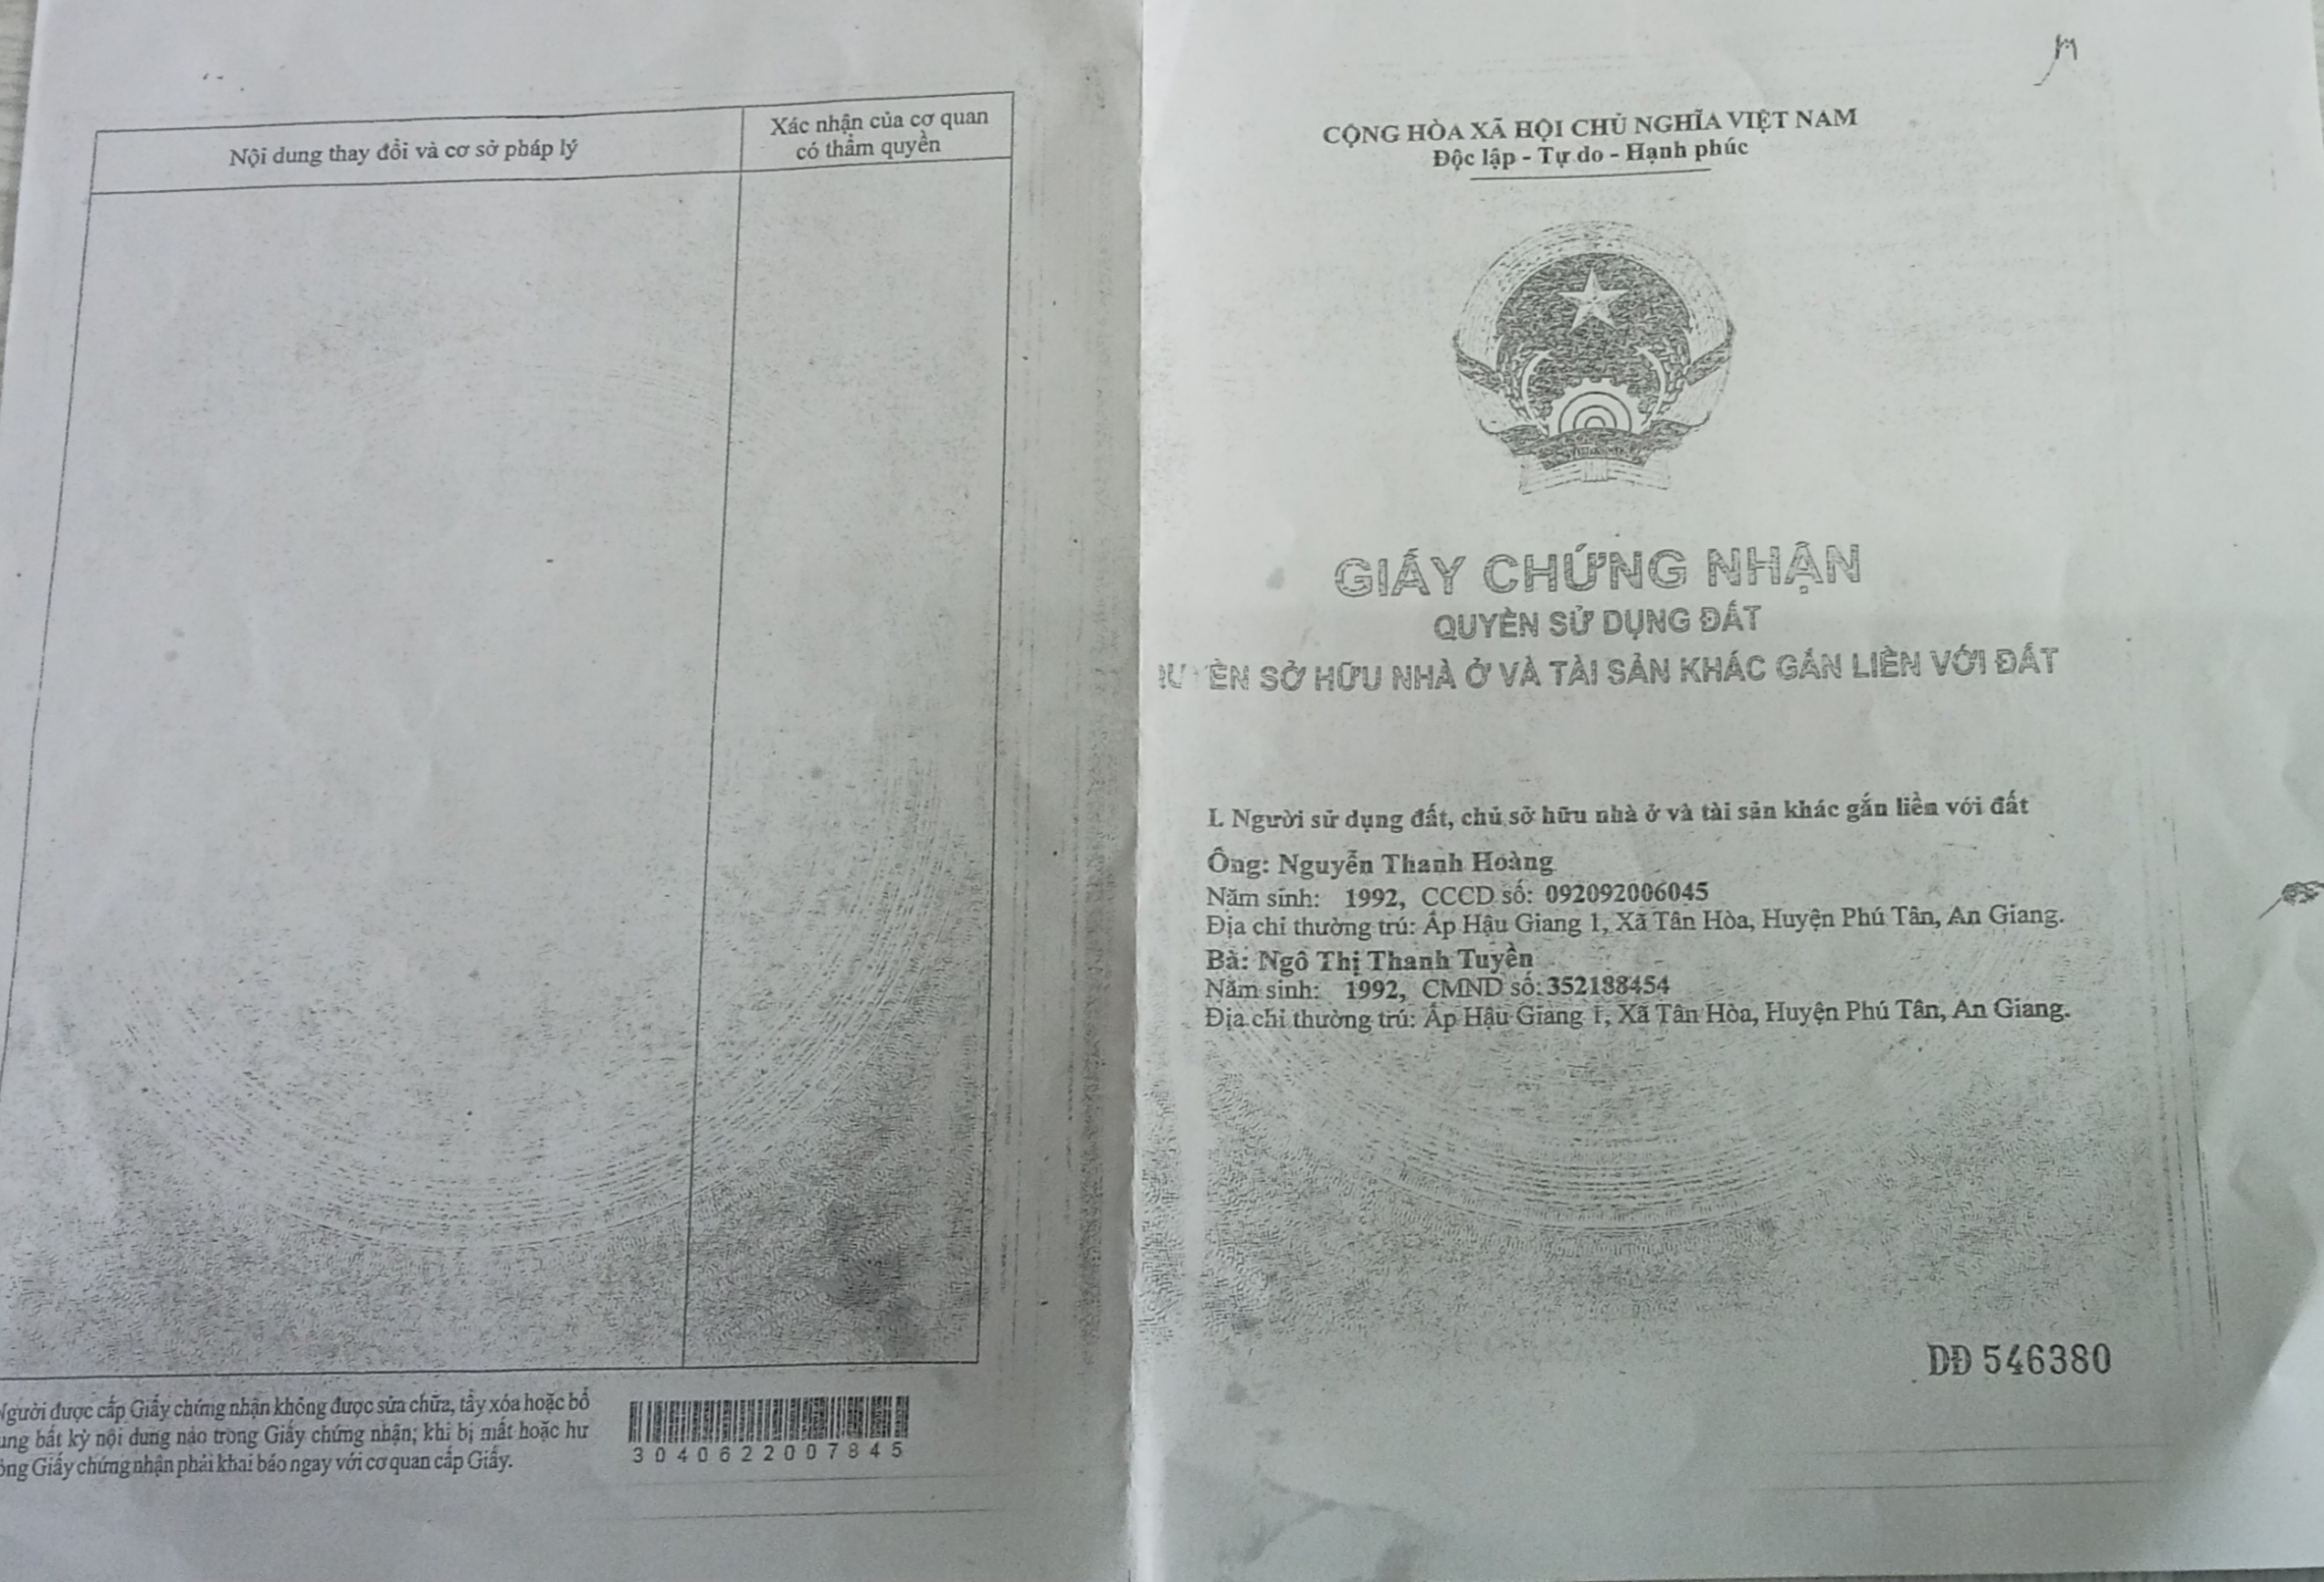 Nội dung thay đổi và cơ sở pháp lý
Xác nhận của cơ quan
có thẩm quyền
Người được cấp Giấy chứng nhận không được sửa chữa, tẩy xóa hoặc bổ
ung bất kỳ nội dung nào trong Giấy chứng nhận; khi bị mất hoặc hư
ỏng Giấy chứng nhận phải khai báo ngay với cơ quan cấp Giấy.
3040622007845
CỘNG HÒA XÃ HỘI CHỦ NGHĨA VIỆT NAM
Độc lập - Tự do - Hạnh phúc
GIẤY CHỨNG NHẬN
QUYỀN SỬ DỤNG ĐẤT
QUYỀN SỞ HỮU NHÀ Ở VÀ TÀI SẢN KHÁC GẮN LIỀN VỚI ĐẤT
I. Người sử dụng đất, chủ sở hữu nhà ở và tài sản khác gắn liền với đất
Ông: Nguyễn Thanh Hoàng
Năm sinh: 1992, CCCD số: 092092006045
Địa chỉ thường trú: Ấp Hậu Giang 1, Xã Tân Hòa, Huyện Phú Tân, An Giang.
Bà: Ngô Thị Thanh Tuyền
Năm sinh: 1992, CMND số: 352188454
Địa chỉ thường trú: Ấp Hậu Giang 1, Xã Tân Hòa, Huyện Phú Tân, An Giang.
DĐ 546380